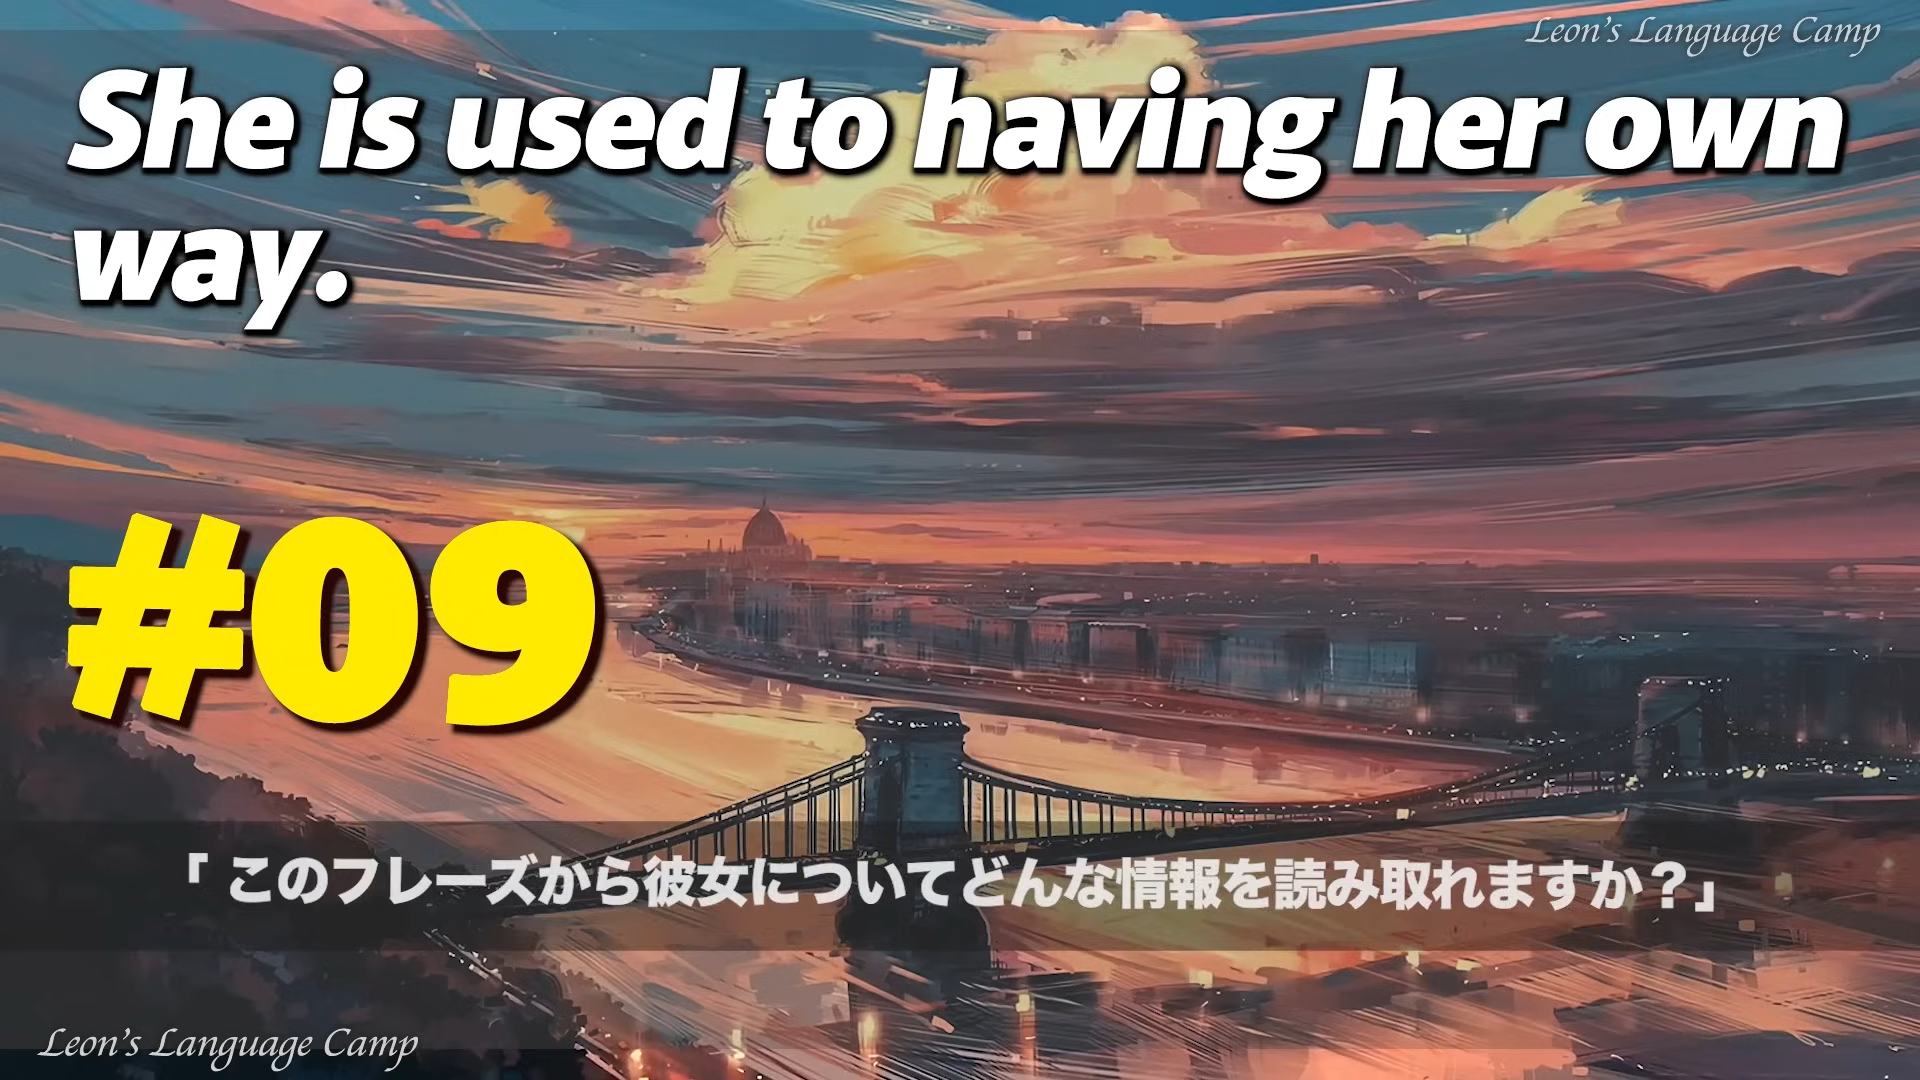 Leon's Language Camp
She is used to having her own
way.
#09
「 このフレーズから彼女についてどんな情報を読み取れますか？」
Leon's Language Camp